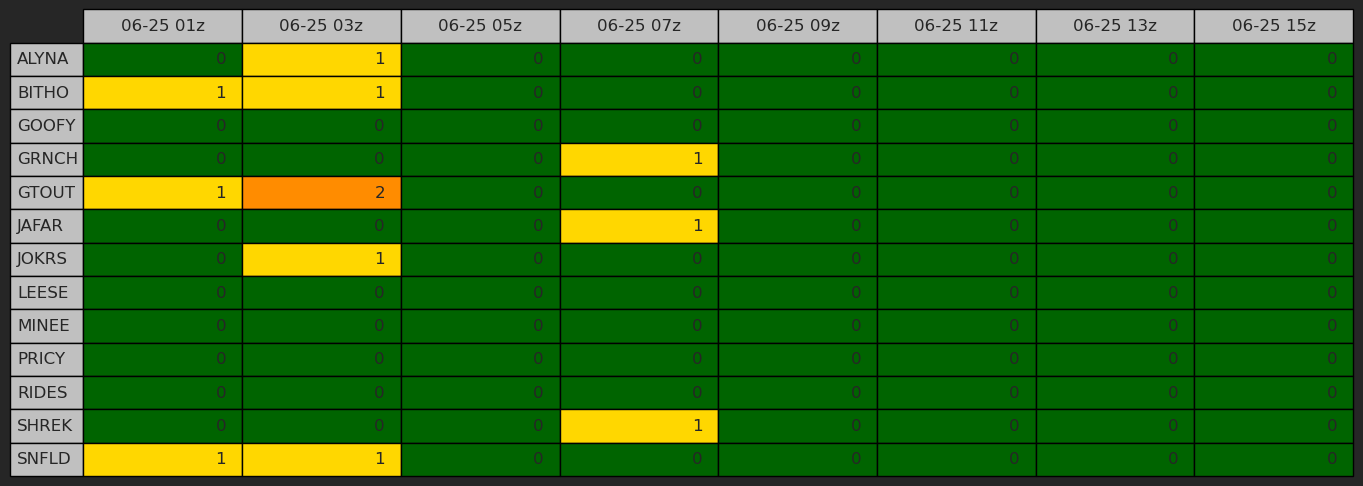 06-25 01z 06-25 03z 06-25 05z 06-25 07z 06-25 09z 06-25 11z 06-25 13z 06-25 15z
ALYNA 0 1 0 0 0 0 0 0
BITHO 1 1 0 0 0 0 0 0
GOOFY 0 0 0 0 0 0 0 0
GRNCH 0 0 0 1 0 0 0 0
GTOUT 1 2 0 0 0 0 0 0
JAFAR 0 0 0 1 0 0 0 0
JOKRS 0 1 0 0 0 0 0 0
LEESE 0 0 0 0 0 0 0 0
MINEE 0 0 0 0 0 0 0 0
PRICY 0 0 0 0 0 0 0 0
RIDES 0 0 0 0 0 0 0 0
SHREK 0 0 0 1 0 0 0 0
SNFLD 1 1 0 0 0 0 0 0